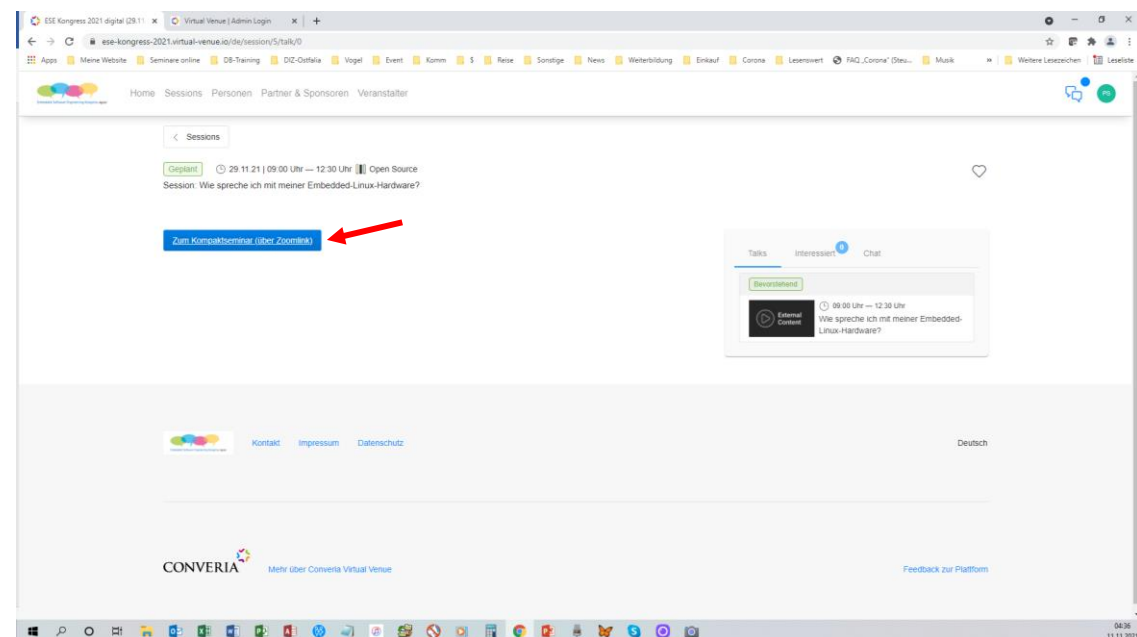 ESE Kongress 2021 digital (29.11
Virtual Venue | Admin Login
ese-kongress-2021.virtual-venue.io/de/session/5/talk/0
Apps Meine Website Seminare online DB-Training DIZ-Ostfalia Vogel Event Komm $ Reise Sonstige News Weiterbildung Einkauf Corona Lesenswert FAQ „Corona“ (Steu... Musik » Weitere Lesezeichen Leseliste
Home Sessions Personen Partner & Sponsoren Veranstalter
PS
< Sessions
Geplant 29.11.21 | 09:00 Uhr — 12:30 Uhr Open Source
Session: Wie spreche ich mit meiner Embedded-Linux-Hardware?
Zum Kompaktseminar (über Zoomlink)
Talks Interessiert 0 Chat
Bevorstehend
External Content
09:00 Uhr — 12:30 Uhr
Wie spreche ich mit meiner Embedded-
Linux-Hardware?
Kontakt Impressum Datenschutz
Deutsch
CONVERIA
Mehr über Converia Virtual Venue
Feedback zur Plattform
04:36